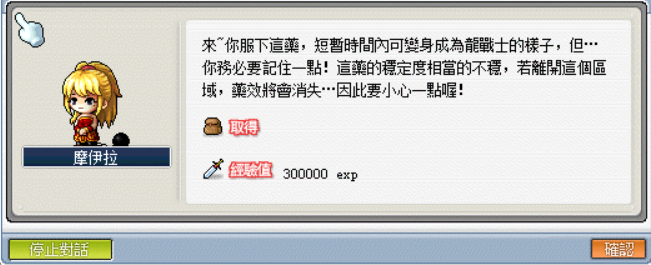 來~你服下這藥，短暫時間內可變身成為龍戰士的樣子，但…
你務必要記住一點！這藥的穩定度相當的不穩，若離開這個區
域，藥效將會消失…因此要小心一點喔！
取得
經驗值 300000 exp
摩伊拉
停止對話
確認